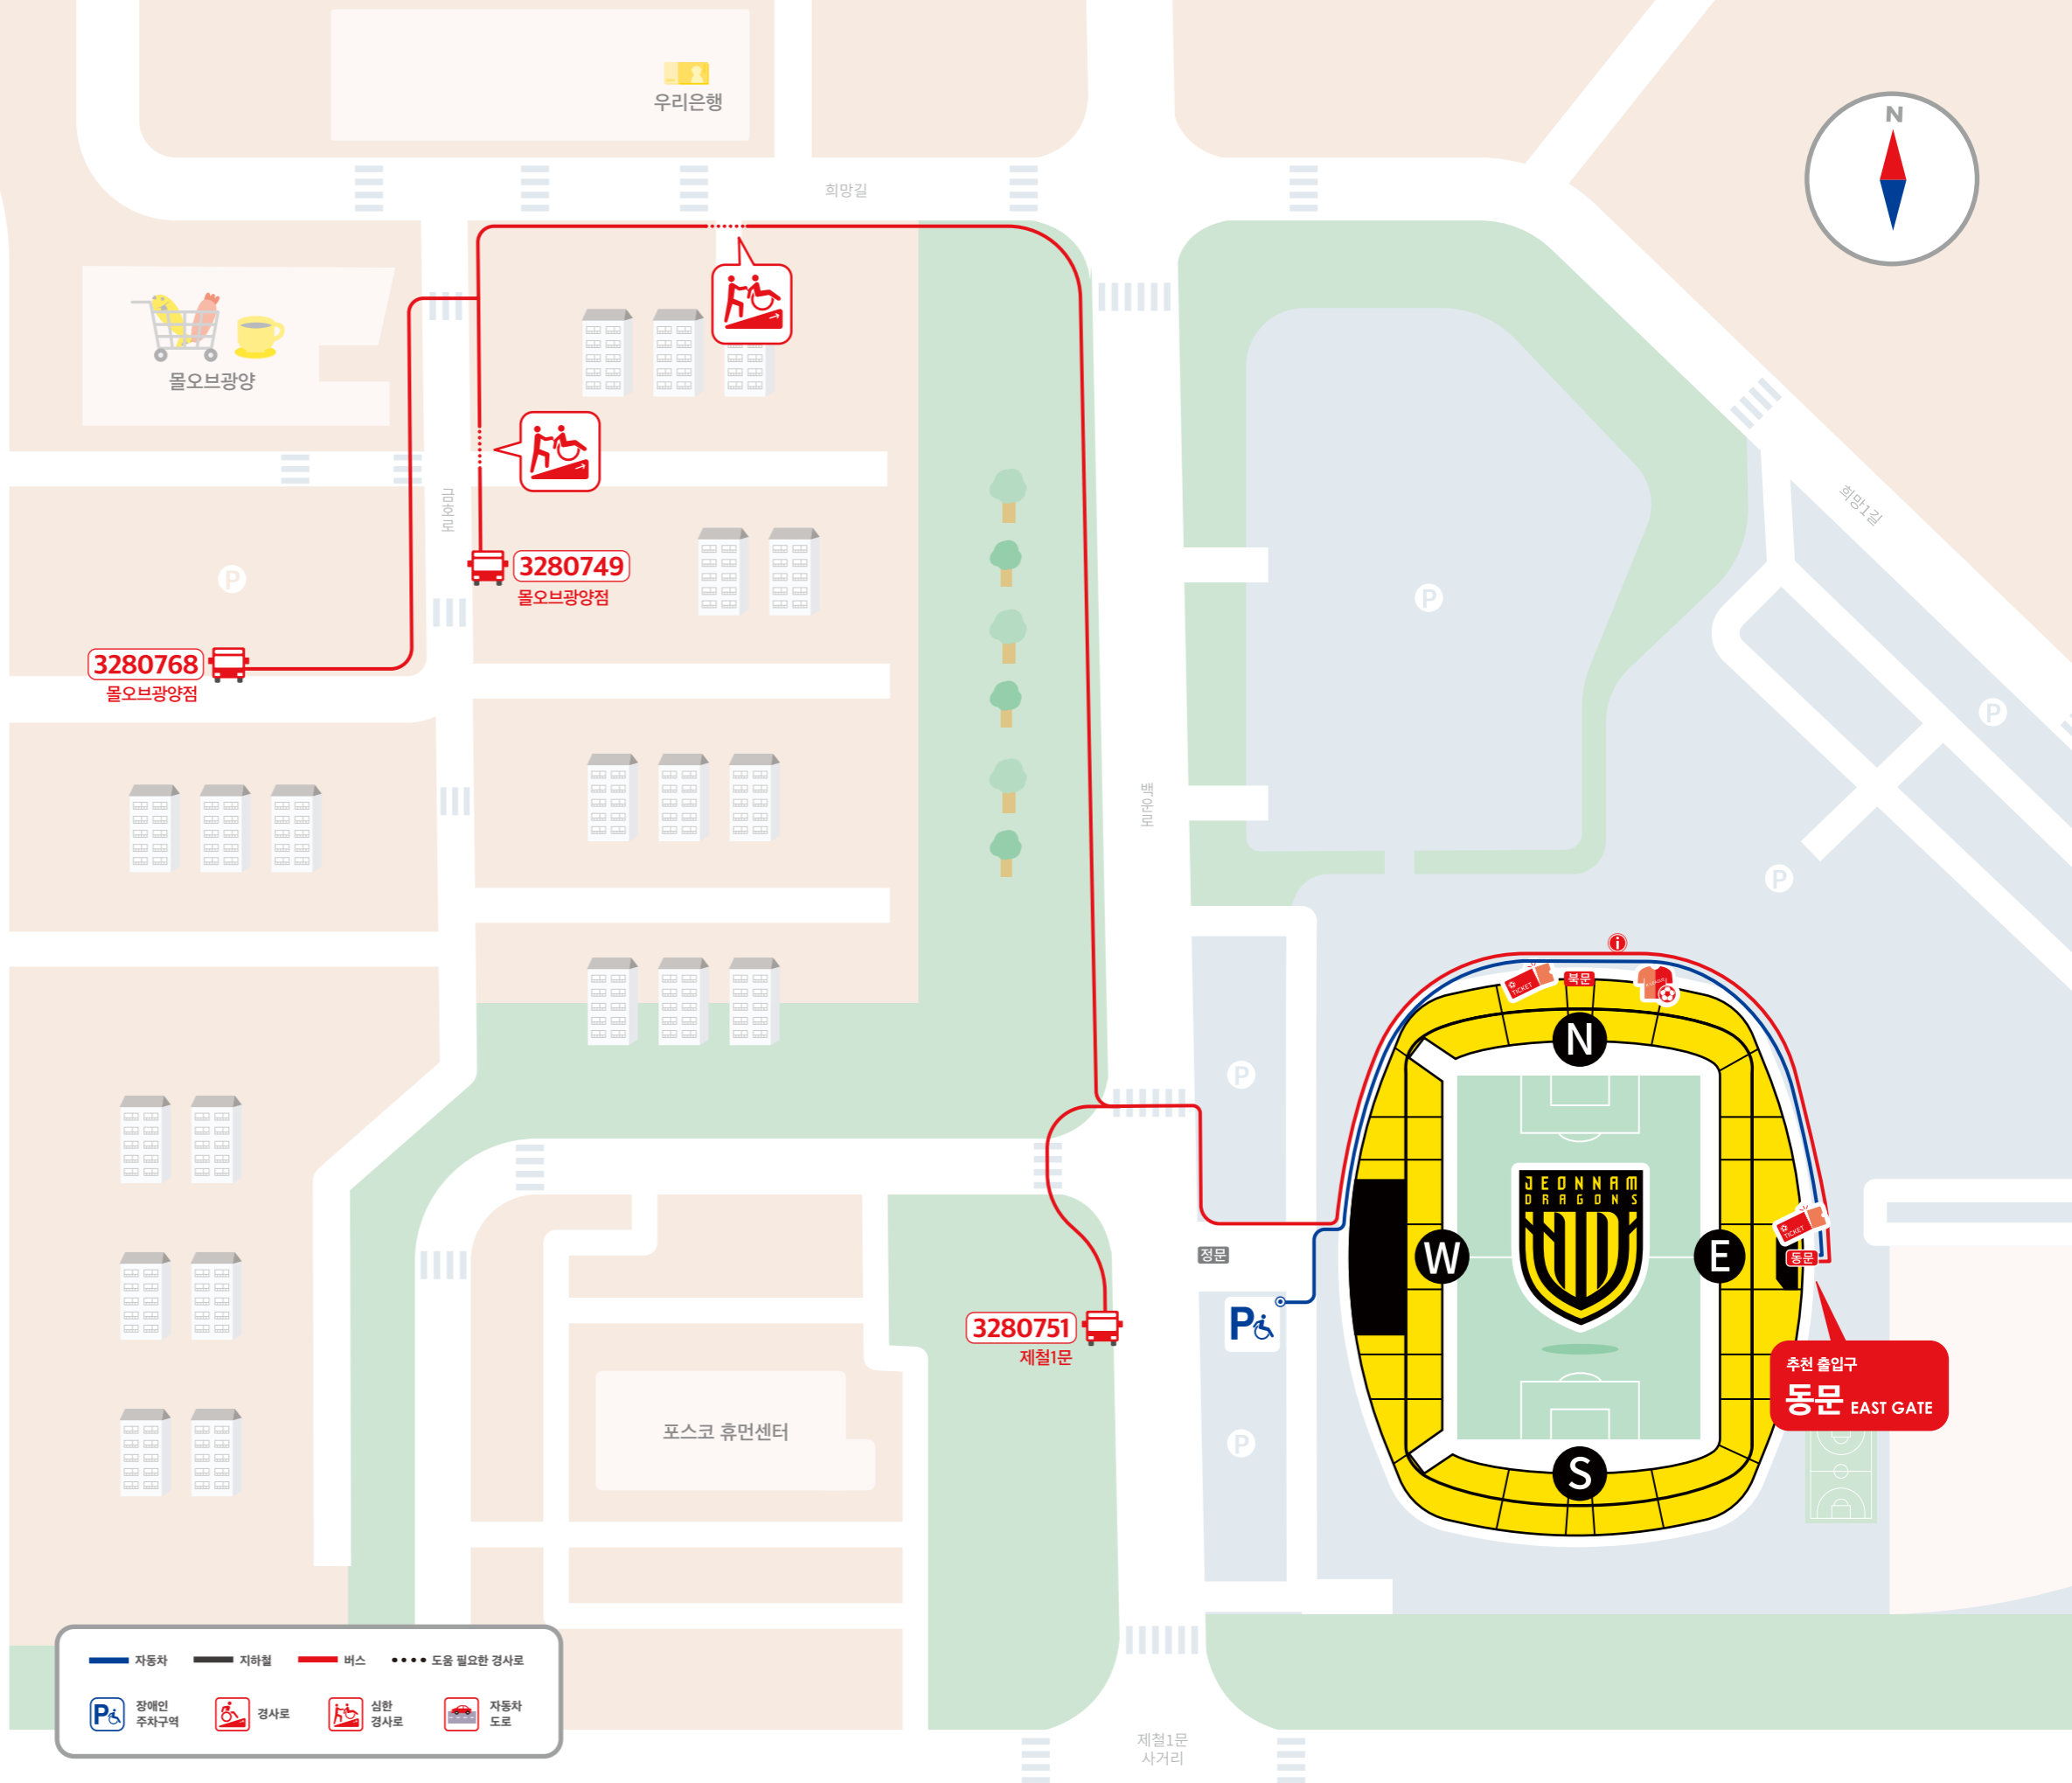 우리은행
N
희망길
몰오브광양
금호로
희망1길
P
P
3280749
몰오브광양점
3280768
몰오브광양점
P
백운로
P
북문
TICKET
N
P
JEONNAM
DRAGONS
W
E
TICKET
동문
정문
P
3280751
제철1문
추천 출입구
동문 EAST GATE
포스코 휴먼센터
P
S
자동차
지하철
버스
도움 필요한 경사로
P
장애인
주차구역
경사로
심한
경사로
자동차
도로
제철1문
사거리